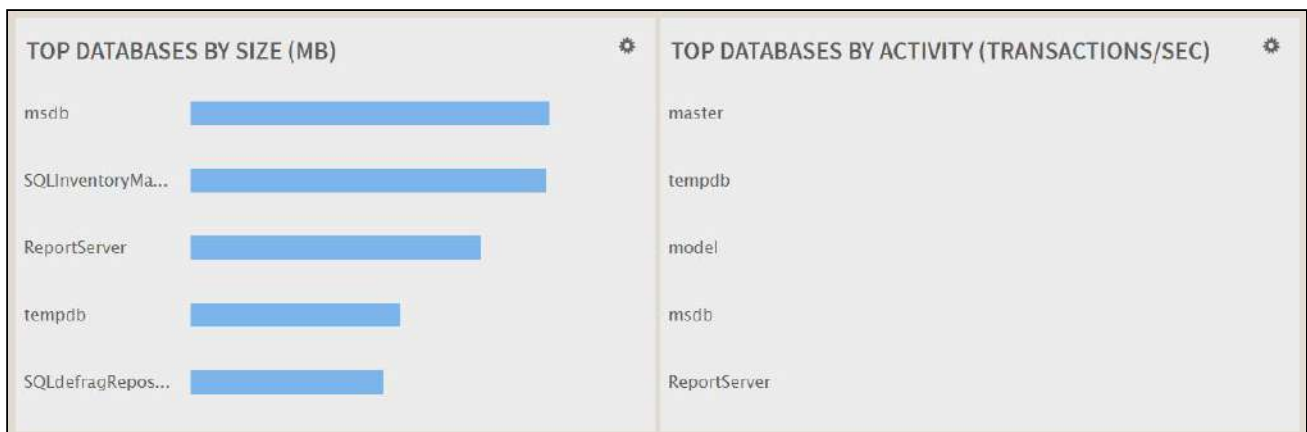 TOP DATABASES BY SIZE (MB)
msdb
SQLInventoryMa...
ReportServer
tempdb
SQLdefragRepos...
TOP DATABASES BY ACTIVITY (TRANSACTIONS/SEC)
master
tempdb
model
msdb
ReportServer